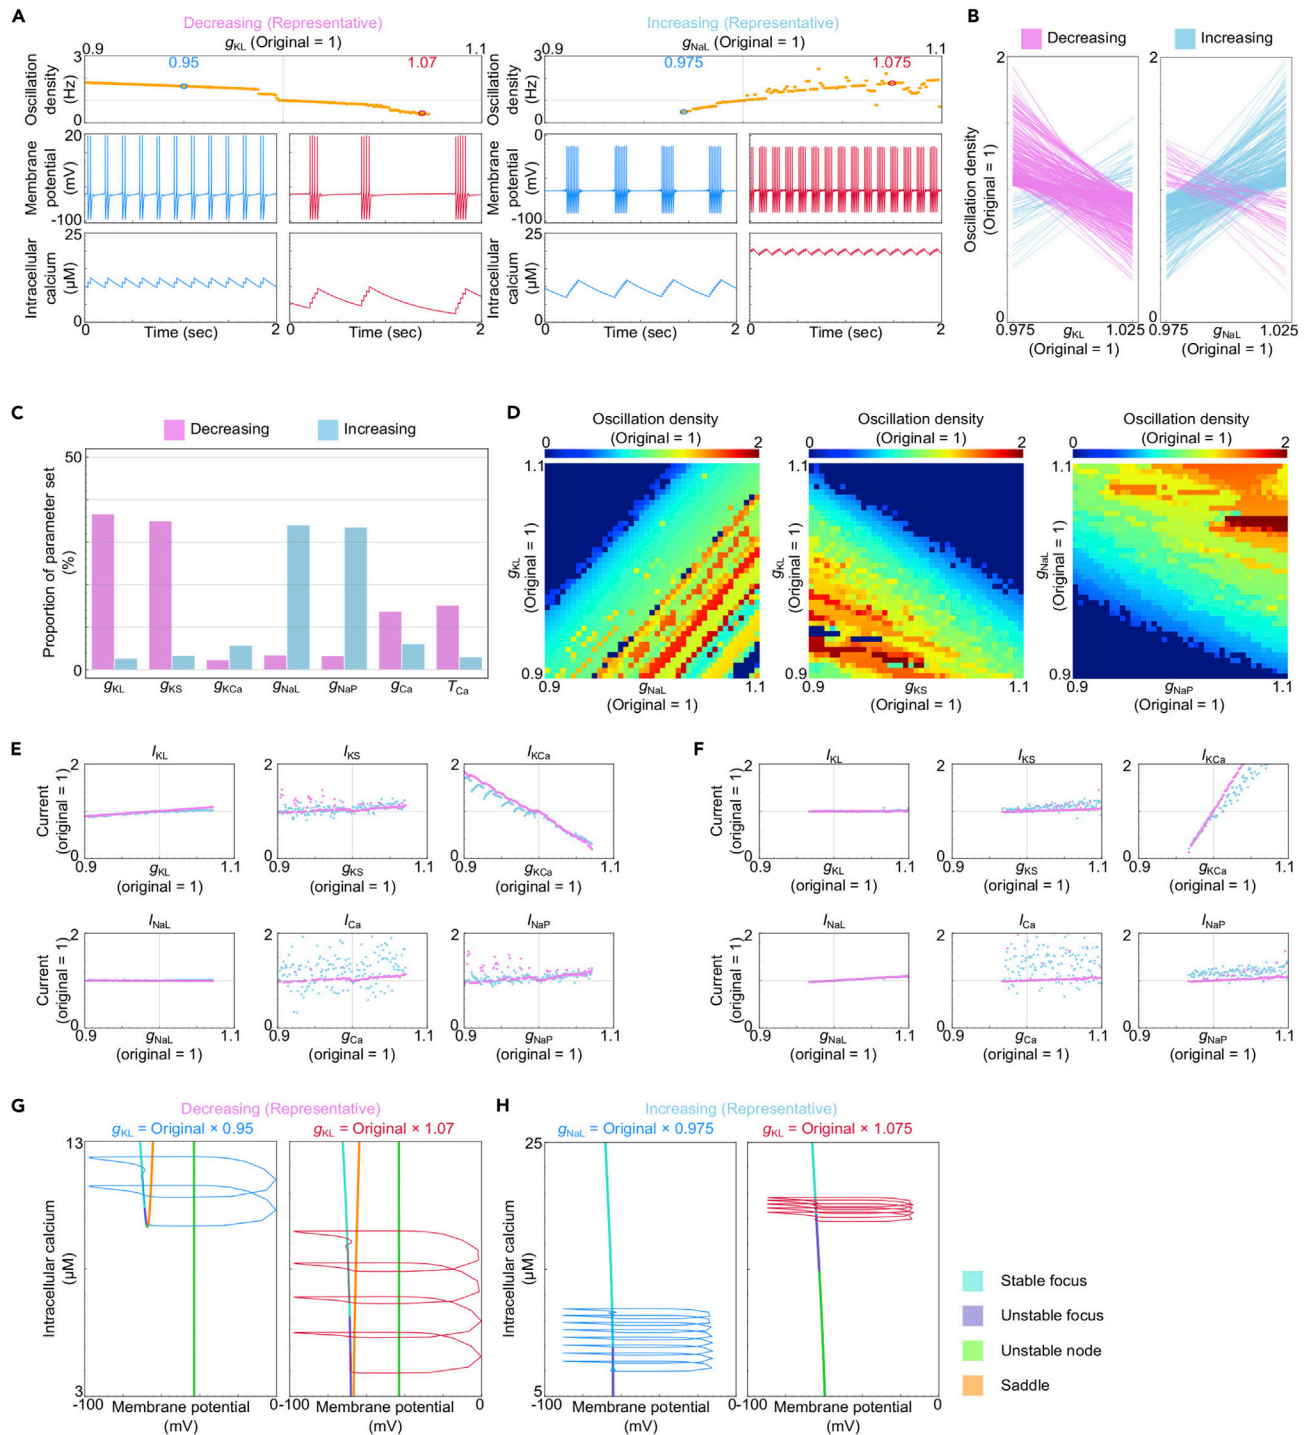 A
Decreasing (Representative)
gKL (Original = 1)
0.9
1.1
0.95
1.07
Oscillation density (Hz)
3
0
Membrane potential (mV)
20
-100
Intracellular calcium (µM)
25
0
0
Time (sec)
2
0
Time (sec)
2
Increasing (Representative)
gNaL (Original = 1)
0.9
1.1
0.975
1.075
Oscillation density (Hz)
3
0
Membrane potential (mV)
0
-100
Intracellular calcium (µM)
25
0
0
Time (sec)
2
0
Time (sec)
2
B
Decreasing
Increasing
Oscillation density (Original = 1)
2
0
0.975
gKL
1.025
(Original = 1)
2
0
0.975
gNaL
1.025
(Original = 1)
C
Decreasing
Increasing
Proportion of parameter set (%)
50
0
gKL
gKS
gKCa
gNaL
gNaP
gCa
TCa
D
Oscillation density
0
(Original = 1)
2
1.1
gKL (Original = 1)
0.9
0.9
gNaL
1.1
(Original = 1)
Oscillation density
0
(Original = 1)
2
1.1
gKL (Original = 1)
0.9
0.9
gKS
1.1
(Original = 1)
Oscillation density
0
(Original = 1)
2
1.1
gNaL (Original = 1)
0.9
0.9
gNaP
1.1
(Original = 1)
E
IKL
Current (original = 1)
2
0
0.9
gKL
1.1
(original = 1)
IKS
2
0
0.9
gKS
1.1
(original = 1)
IKCa
2
0
0.9
gKCa
1.1
(original = 1)
INaL
Current (original = 1)
2
0
0.9
gNaL
1.1
(original = 1)
ICa
2
0
0.9
gCa
1.1
(original = 1)
INaP
2
0
0.9
gNaP
1.1
(original = 1)
F
IKL
Current (original = 1)
2
0
0.9
gKL
1.1
(original = 1)
IKS
2
0
0.9
gKS
1.1
(original = 1)
IKCa
2
0
0.9
gKCa
1.1
(original = 1)
INaL
Current (original = 1)
2
0
0.9
gNaL
1.1
(original = 1)
ICa
2
0
0.9
gCa
1.1
(original = 1)
INaP
2
0
0.9
gNaP
1.1
(original = 1)
G
Decreasing (Representative)
gKL = Original × 0.95
gKL = Original × 1.07
Intracellular calcium (µM)
13
3
-100
Membrane potential (mV)
0
-100
Membrane potential (mV)
0
H
Increasing (Representative)
gNaL = Original × 0.975
gKL = Original × 1.075
Intracellular calcium (µM)
25
5
-100
Membrane potential (mV)
0
-100
Membrane potential (mV)
0
Stable focus
Unstable focus
Unstable node
Saddle